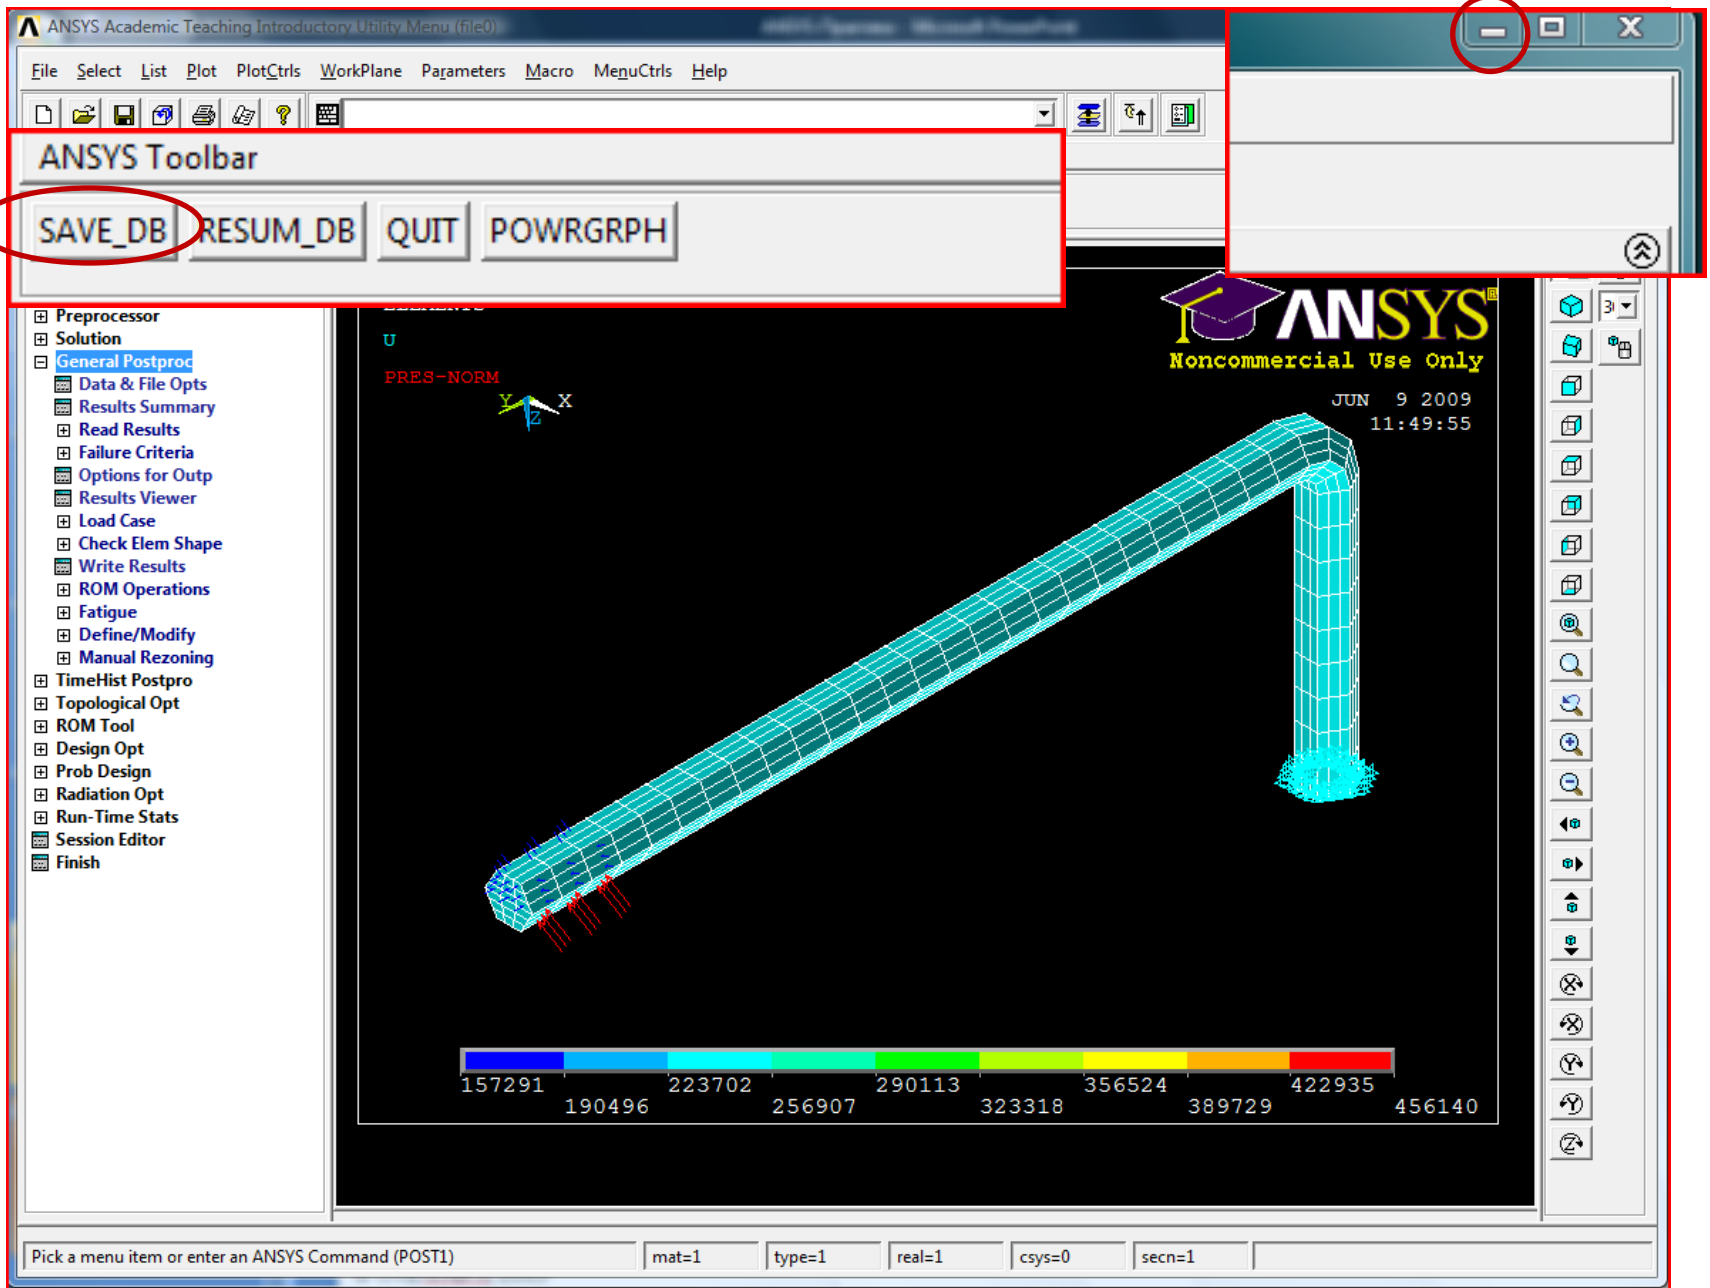 ANSYS Academic Teaching Introductory Utility Menu (file0)
File Select List Plot PlotCtrls WorkPlane Parameters Macro MenuCtrls Help
ANSYS Toolbar
SAVE_DB RESUM_DB QUIT POWRGRPH
Preprocessor
Solution
General Postproc
Data & File Opts
Results Summary
Read Results
Failure Criteria
Options for Outp
Results Viewer
Load Case
Check Elem Shape
Write Results
ROM Operations
Fatigue
Define/Modify
Manual Rezoning
TimeHist Postpro
Topological Opt
ROM Tool
Design Opt
Prob Design
Radiation Opt
Run-Time Stats
Session Editor
Finish
ELEMENTS
U
PRES-NORM
Y X
Z
ANSYS
Noncommercial Use Only
JUN 9 2009
11:49:55
157291 223702 290113 356524 422935
190496 256907 323318 389729 456140
Pick a menu item or enter an ANSYS Command (POST1) mat=1 type=1 real=1 csys=0 secn=1